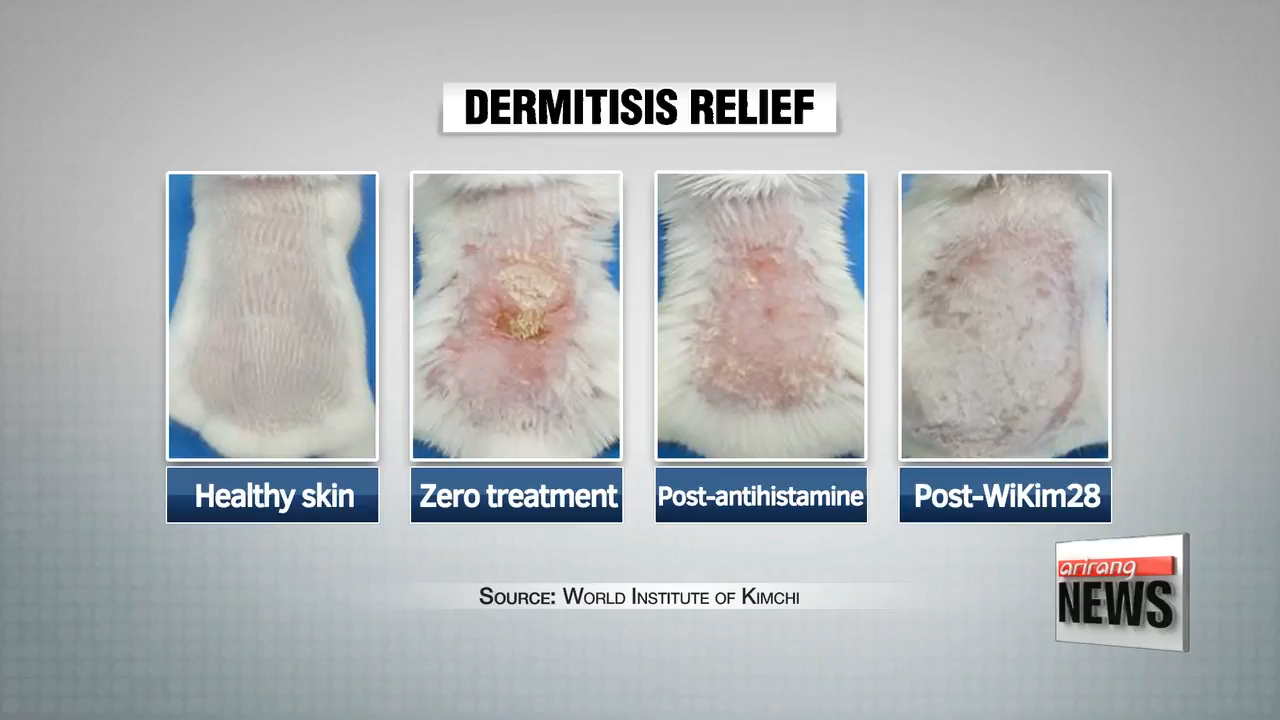 DERMITISIS RELIEF
Healthy skin
Zero treatment
Post-antihistamine
Post-WiKim28
SOURCE: WORLD INSTITUTE OF KIMCHI
arirang
NEWS